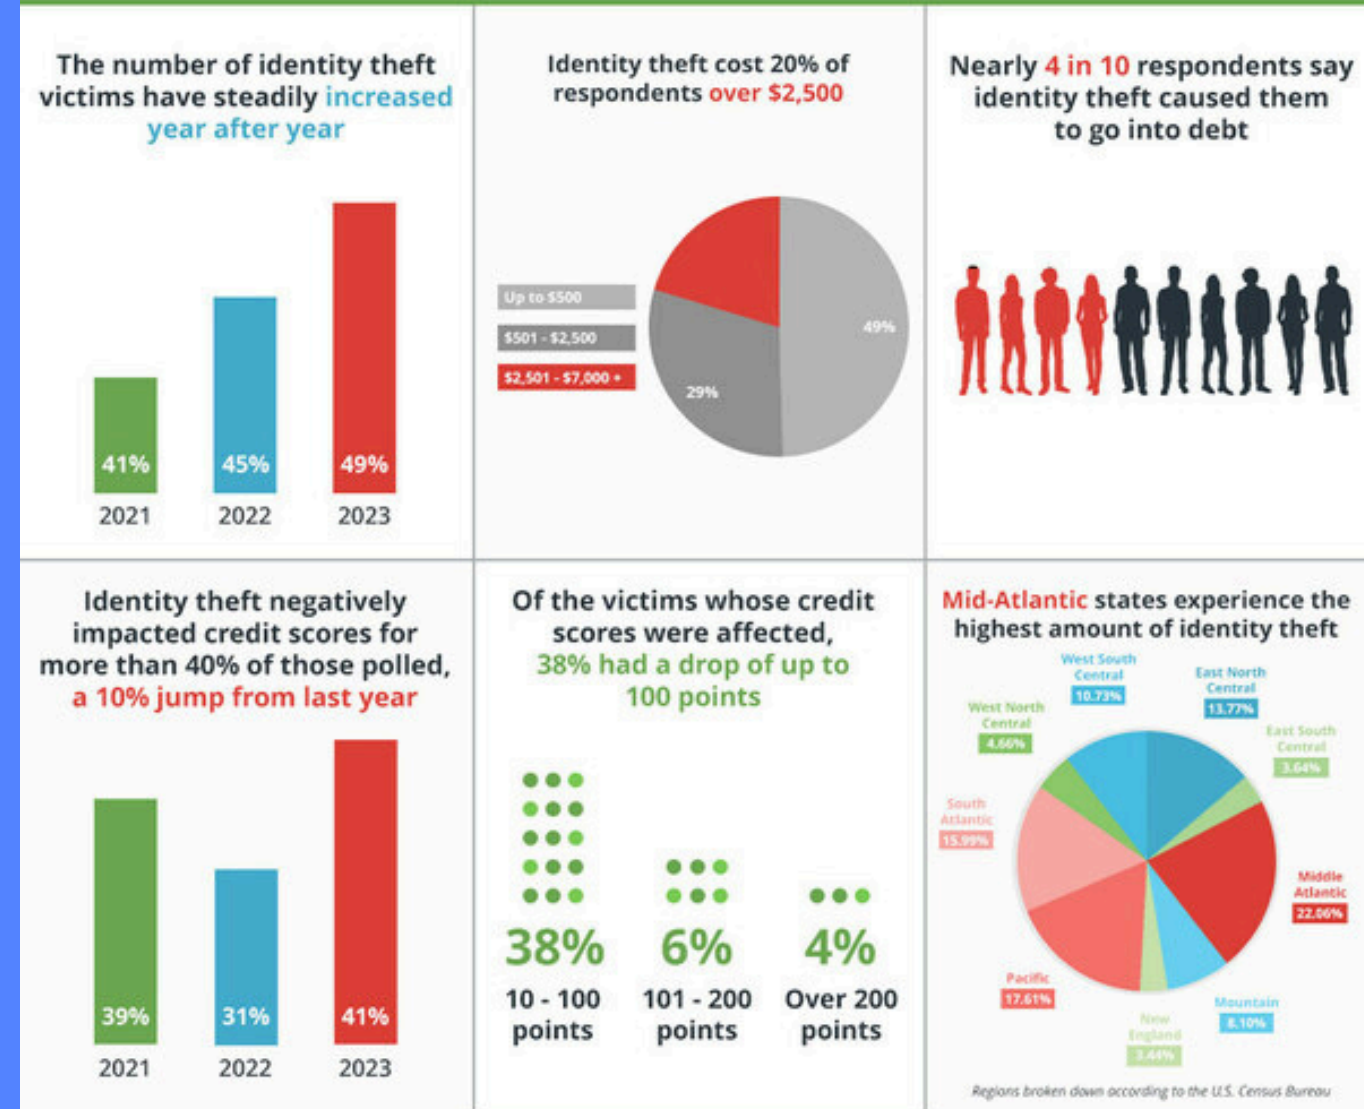 The number of identity theft
victims have steadily increased
year after year
41%
45%
49%
2021
2022
2023
Identity theft cost 20% of
respondents over $2,500
Up to $500
$501 - $2,500
$2,501 - $7,000 +
49%
29%
Nearly 4 in 10 respondents say
identity theft caused them
to go into debt
Identity theft negatively
impacted credit scores for
more than 40% of those polled,
a 10% jump from last year
39%
31%
41%
2021
2022
2023
Of the victims whose credit
scores were affected,
38% had a drop of up to
100 points
38%
10 - 100
points
6%
101 - 200
points
4%
Over 200
points
Mid-Atlantic states experience the
highest amount of identity theft
West South
Central
10.73%
East North
Central
13.77%
West North
Central
4.66%
East South
Central
3.64%
South
Atlantic
15.99%
Middle
Atlantic
22.06%
Pacific
17.61%
Mountain
8.10%
New
England
3.44%
Regions broken down according to the U.S. Census Bureau